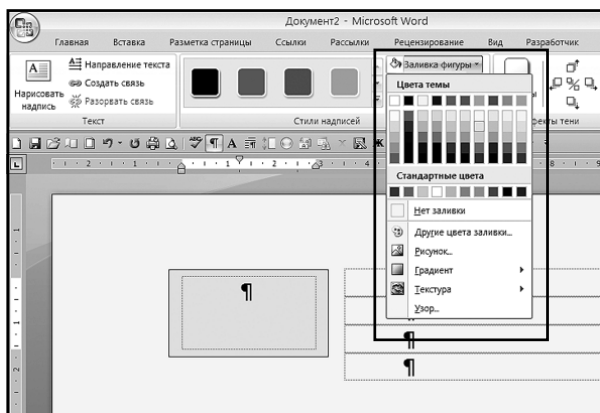 Документ2 - Microsoft Word
Главная Вставка Разметка страницы Ссылки Рассылки Рецензирование Вид Разработчик
Нарисовать надпись
Направление текста
Создать связь
Разорвать связь
Текст
Стили надписей
Заливка фигуры
Цвета темы
Стандартные цвета
Нет заливки
Другие цвета заливки...
Рисунок...
Градиент
Текстура
Узор...
фекты тени